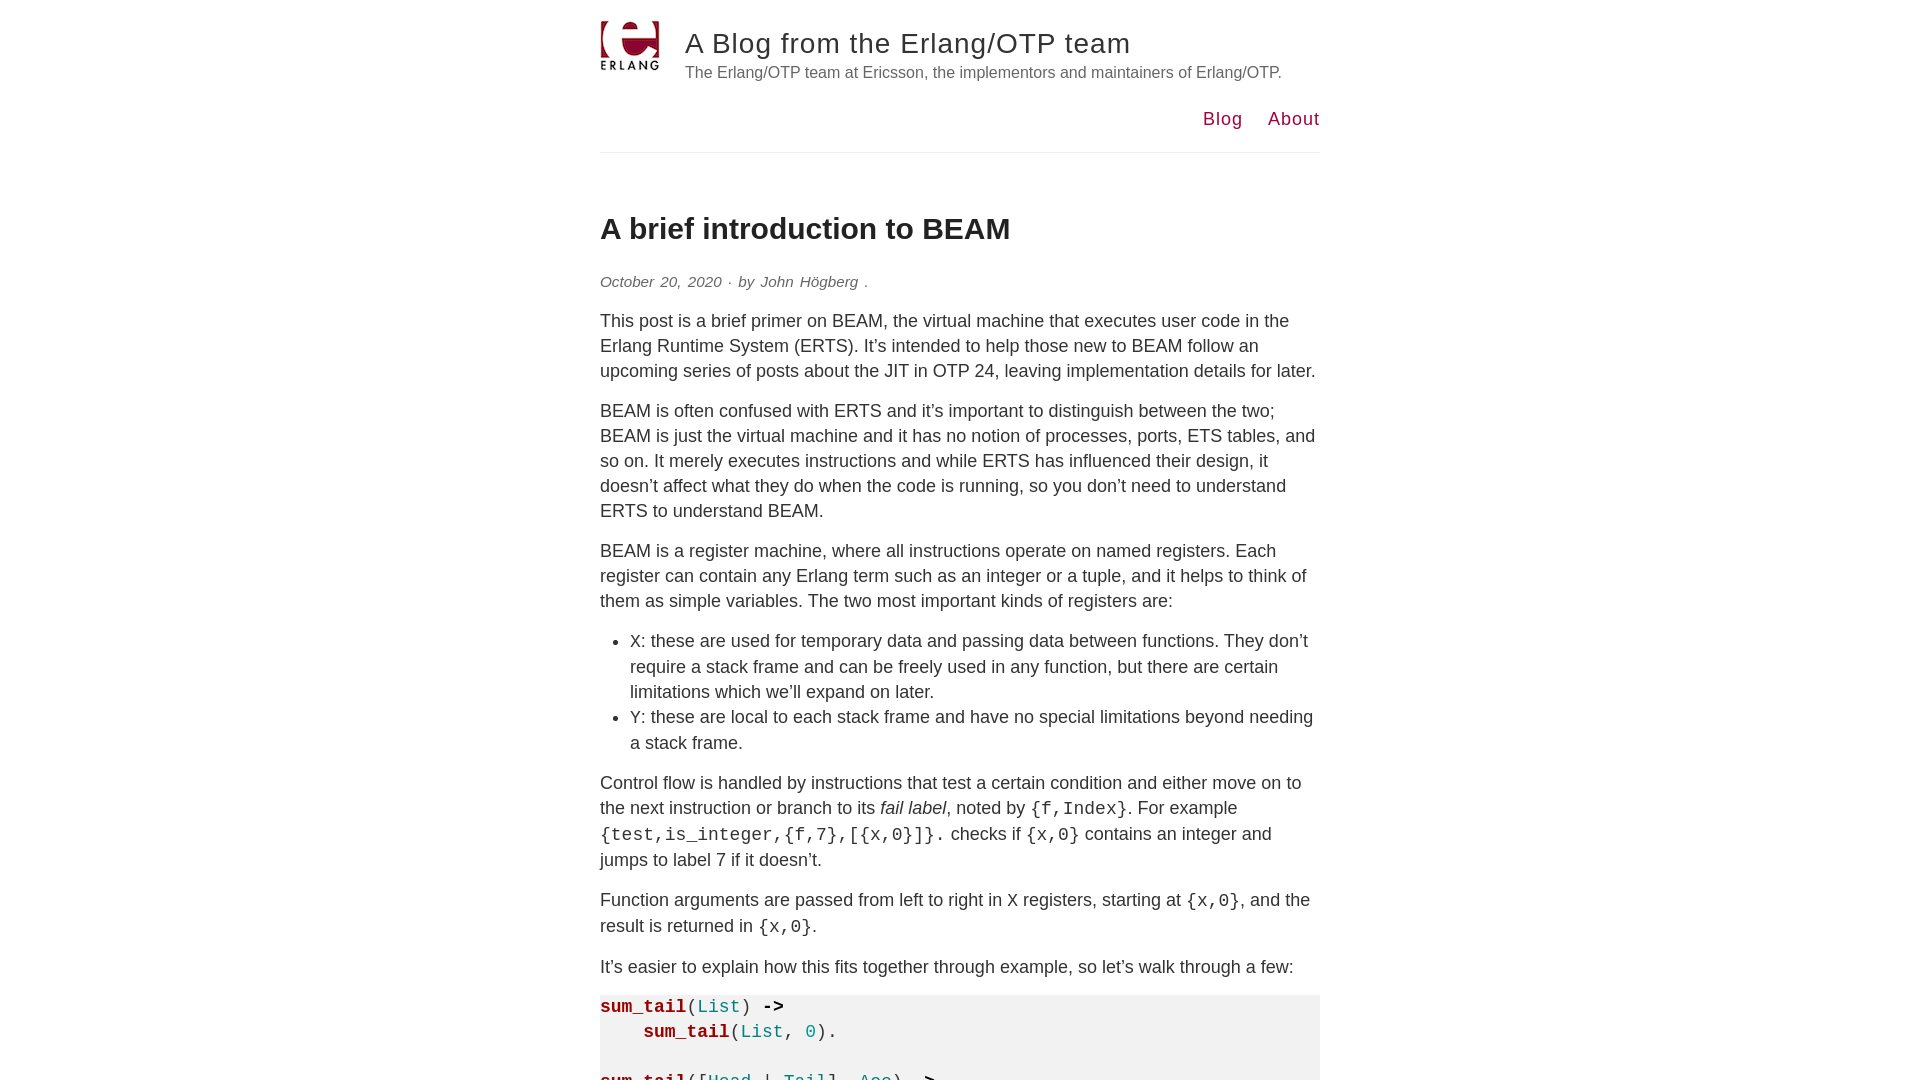 ERLANG
A Blog from the Erlang/OTP team
The Erlang/OTP team at Ericsson, the implementors and maintainers of Erlang/OTP.
Blog About
A brief introduction to BEAM
October 20, 2020 · by John Högberg .
This post is a brief primer on BEAM, the virtual machine that executes user code in the
Erlang Runtime System (ERTS). It’s intended to help those new to BEAM follow an
upcoming series of posts about the JIT in OTP 24, leaving implementation details for later.
BEAM is often confused with ERTS and it’s important to distinguish between the two;
BEAM is just the virtual machine and it has no notion of processes, ports, ETS tables, and
so on. It merely executes instructions and while ERTS has influenced their design, it
doesn’t affect what they do when the code is running, so you don’t need to understand
ERTS to understand BEAM.
BEAM is a register machine, where all instructions operate on named registers. Each
register can contain any Erlang term such as an integer or a tuple, and it helps to think of
them as simple variables. The two most important kinds of registers are:
• X: these are used for temporary data and passing data between functions. They don’t
require a stack frame and can be freely used in any function, but there are certain
limitations which we’ll expand on later.
• Y: these are local to each stack frame and have no special limitations beyond needing
a stack frame.
Control flow is handled by instructions that test a certain condition and either move on to
the next instruction or branch to its fail label, noted by {f,Index}. For example
{test,is_integer,{f,7},[{x,0}]}. checks if {x,0} contains an integer and
jumps to label 7 if it doesn’t.
Function arguments are passed from left to right in X registers, starting at {x,0}, and the
result is returned in {x,0}.
It’s easier to explain how this fits together through example, so let’s walk through a few:
sum_tail(List) ->
    sum_tail(List, 0).
sum_tail([Head | Tail], Acc) ->